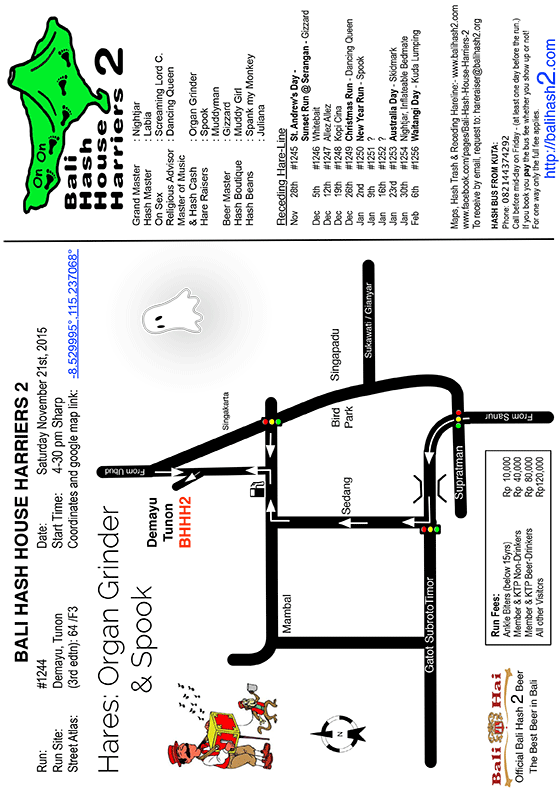 BALI HASH HOUSE HARRIERS 2
Run: #1244 Date: Saturday November 21st, 2015
Run Site: Demayu, Tunon Start Time: 4-30 pm Sharp
Street Atlas: (3rd edtn): 64 /F3 Coordinates and google map link:
-8.529995°,115.237068°
Hares: Organ Grinder
& Spook
From Ubud
Demayu
Tunon
BHHH2
Singakarta
Mambal
Sedang
Bird
Park
Singapadu
Sukawati / Gianyar
Gatot SubrotoTimor
Supratman
From Sanur
N
Bali Hai
Official Bali Hash 2 Beer
The Best Beer in Bali
Run Fees:
Ankle Biters (below 15yrs) Rp 10,000
Member & KTP Non-Drinkers Rp 40,000
Member & KTP Beer-Drinkers Rp 80,000
All other Visitors Rp120,000
On On
Bali
Hash
House
Harriers 2
Grand Master : Nightjar
Hash Master : Labia
On Sex : Screaming Lord C.
Religious Advisor : Dancing Queen
Master of Music
& Hash Cash : Organ Grinder
Hare Raisers : Spook
: Muddyman
Beer Master : Gizzard
Hash Boutique : Muddy Girl
Hash Beans : Spank my Monkey
: Juliana
Receding Hare-Line
Nov 28th #1245 St. Andrew's Day -
Sunset Run @ Serangan - Gizzard
Dec 5th #1246 Whitebait
Dec 12th #1247 Allez Allez
Dec 19th #1248 Kopi Cina
Dec 26th #1249 Christmas Run - Dancing Queen
Jan 2nd #1250 New Year Run - Spook
Jan 9th #1251 ?
Jan 16th #1252 ?
Jan 23rd #1253 Australia Day - Skidmark
Jan 30th #1254 Nightjar, Inflateable Bedmate
Feb 6th #1256 Waitangi Day - Kuda Lumping
Maps, Hash Trash & Roceding Hareline:- www.balihash2.com
www.facebook.com/pages/Bali-Hash-House-Harriers-2
To receive by email, request to: hareraiser@balihash2.org
HASH BUS FROM KUTA:
Phone: 082144374292
Call before mid-day on Friday - (at least one day before the run.)
If you book you pay the bus fee whether you show up or not!
For one way only the full fee applies.
http://balihash2.com